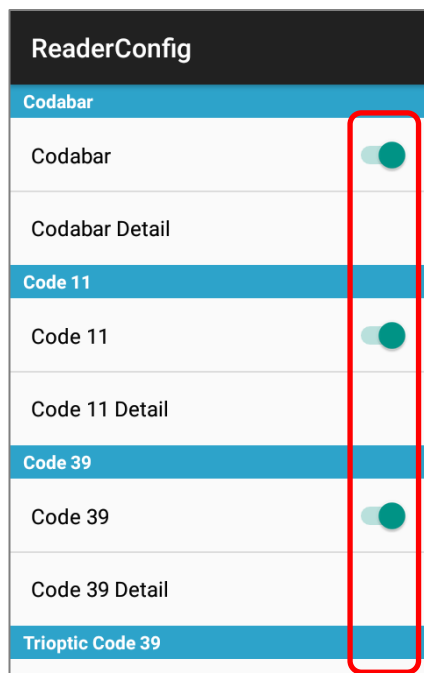 ReaderConfig
Codabar
Codabar
Codabar Detail
Code 11
Code 11
Code 11 Detail
Code 39
Code 39
Code 39 Detail
Trioptic Code 39